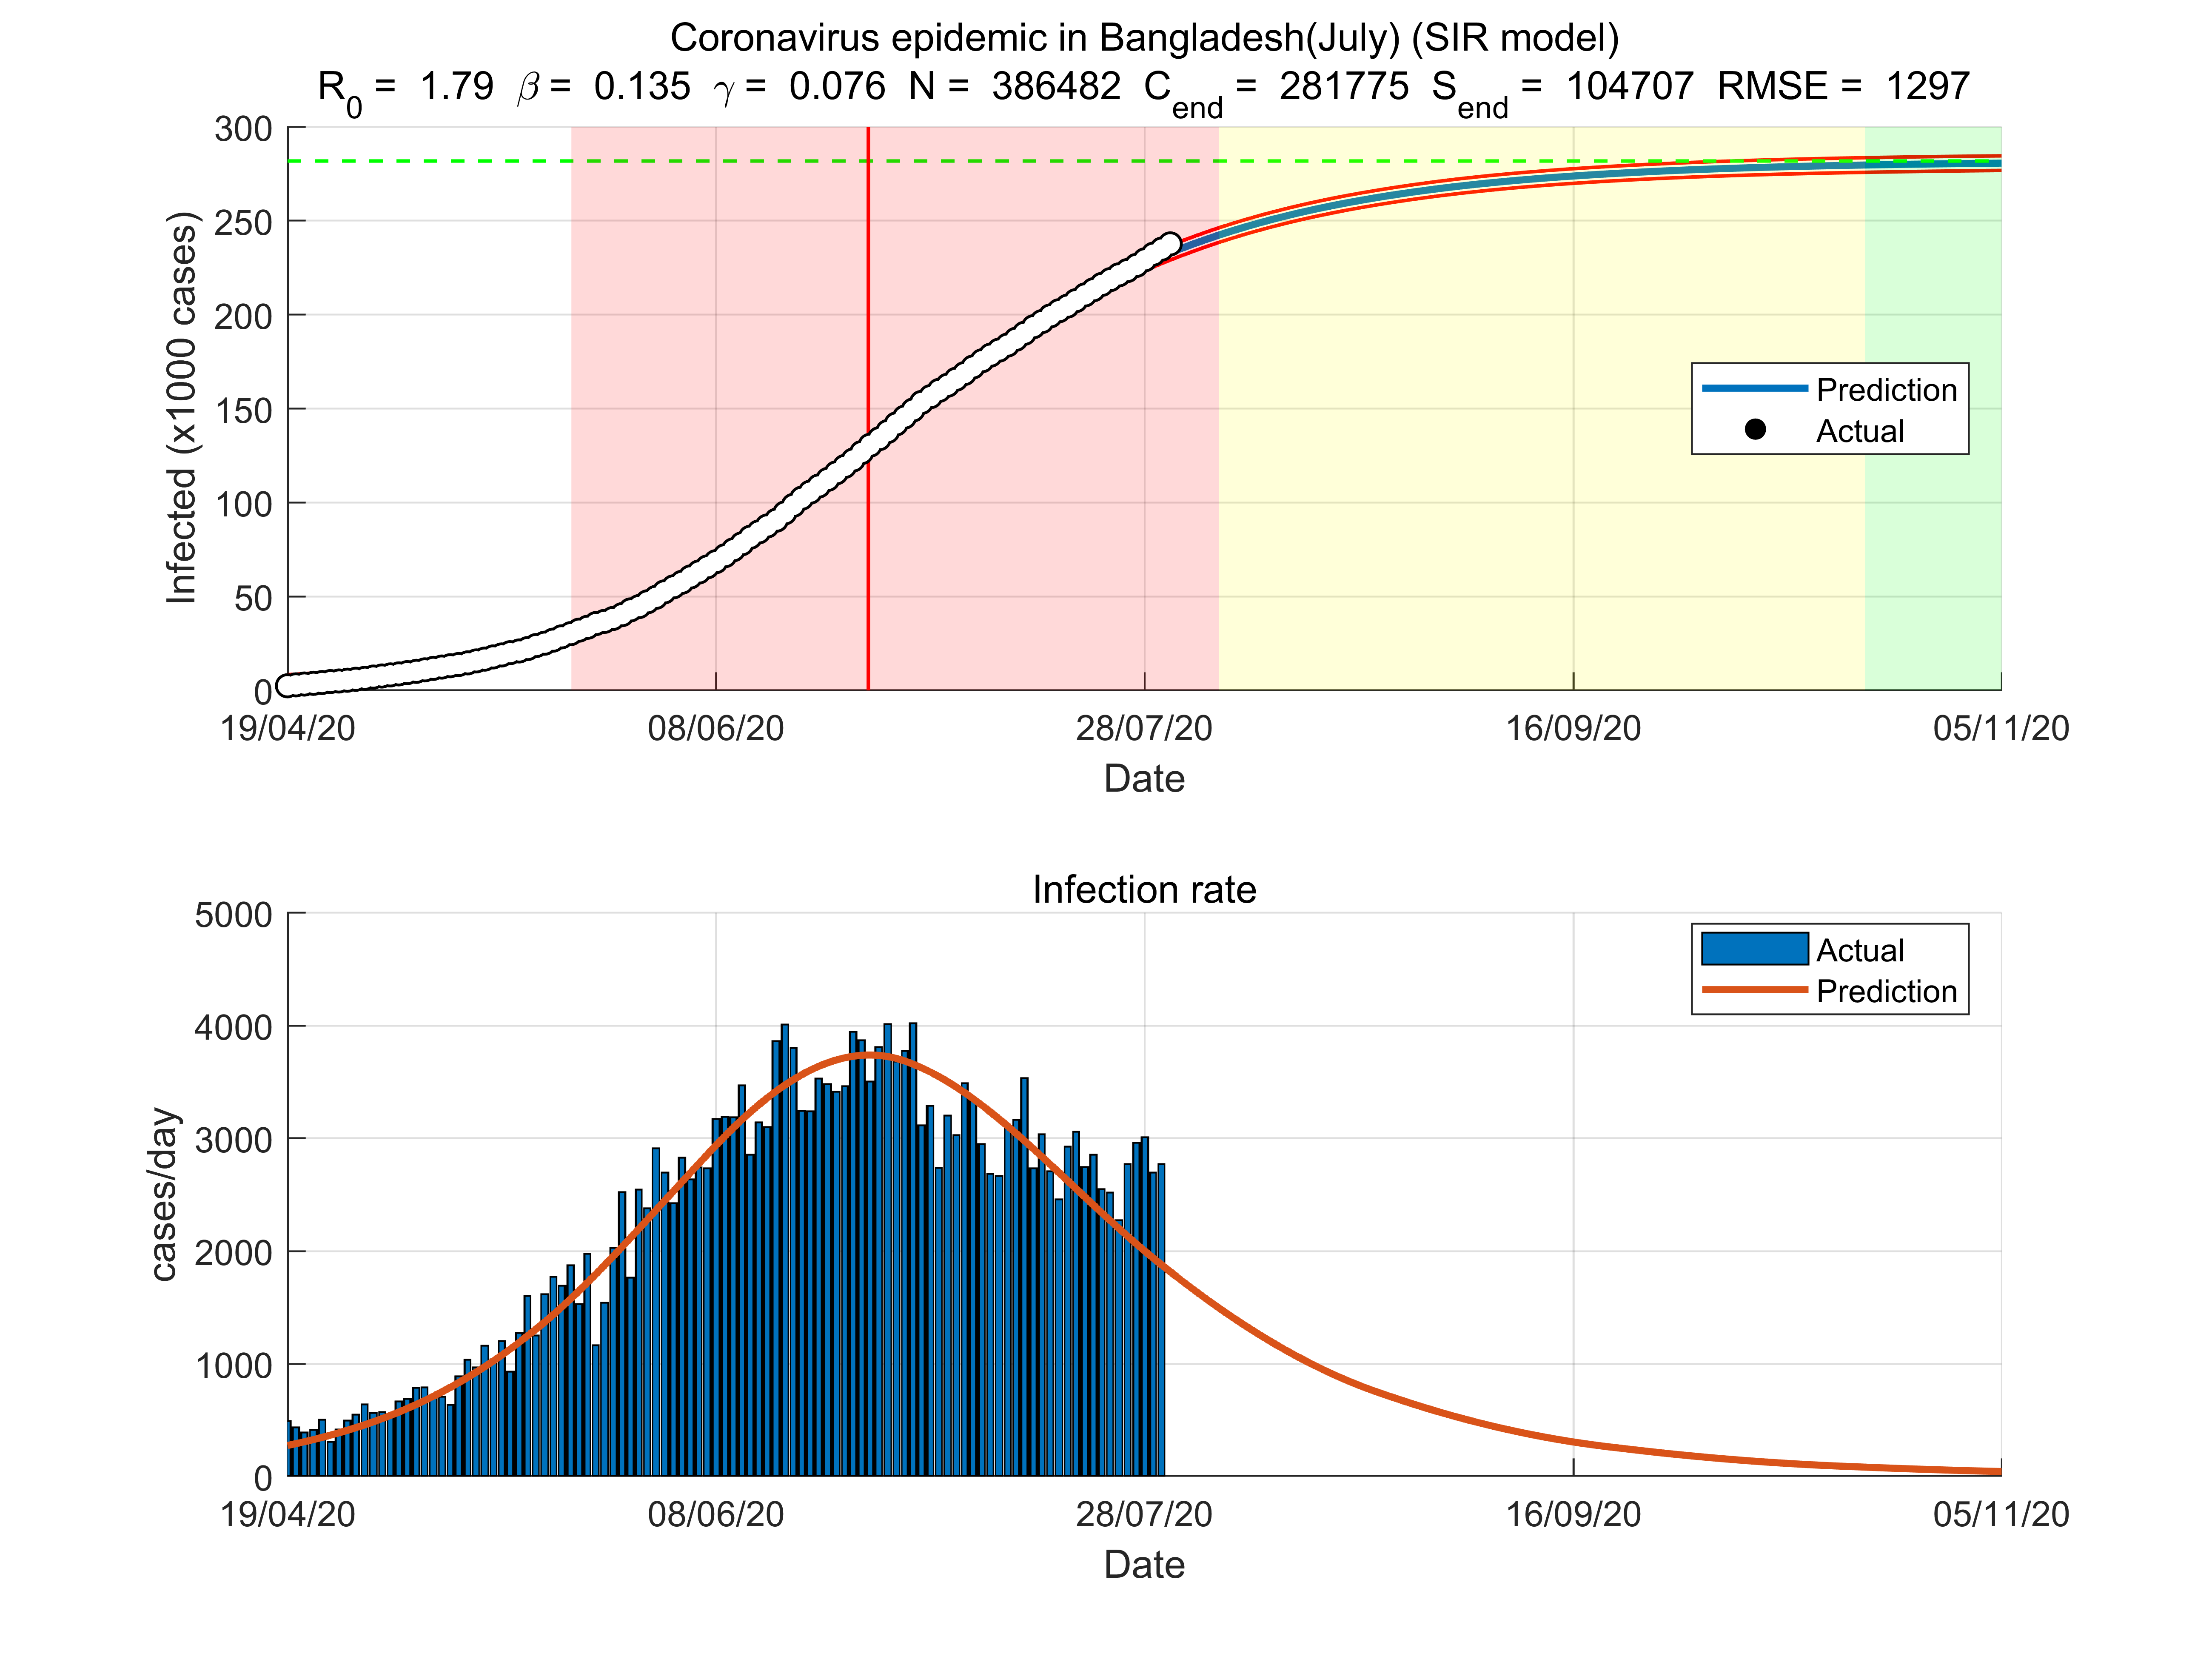 Coronavirus epidemic in Bangladesh(July) (SIR model)
R0 = 1.79 β = 0.135 γ = 0.076 N = 386482 Cend = 281775 Send = 104707 RMSE = 1297
300
250
200
150
100
50
0
Infected (x1000 cases)
Prediction
Actual
19/04/20 08/06/20 28/07/20 16/09/20 05/11/20
Date
Infection rate
5000
4000
3000
2000
1000
0
cases/day
Actual
Prediction
19/04/20 08/06/20 28/07/20 16/09/20 05/11/20
Date